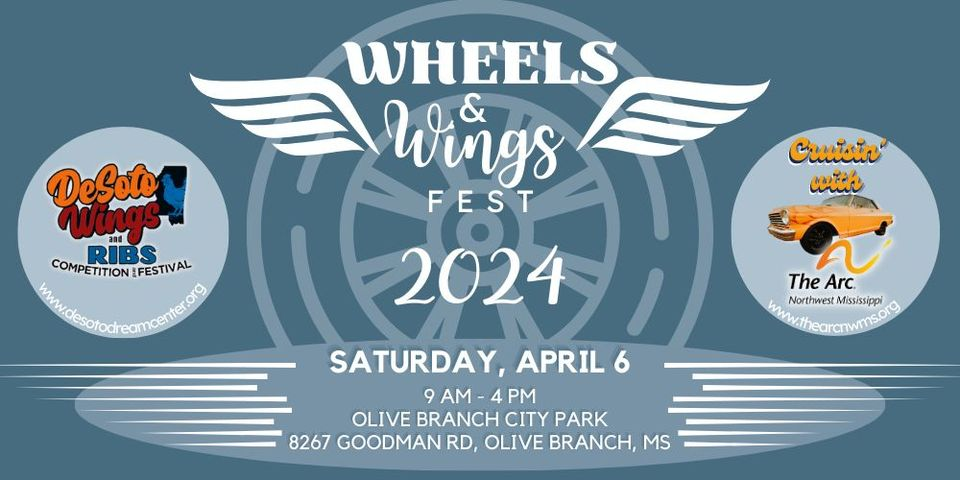 WHEELS
&
Wings
FEST
2024
DeSoto
Wings
and
RIBS
COMPETITION AND FESTIVAL
www.desotodreamcenter.org
Cruisin'
with
The Arc.
Northwest Mississippi
www.thearcnwms.org
SATURDAY, APRIL 6
9 AM - 4 PM
OLIVE BRANCH CITY PARK
8267 GOODMAN RD, OLIVE BRANCH, MS